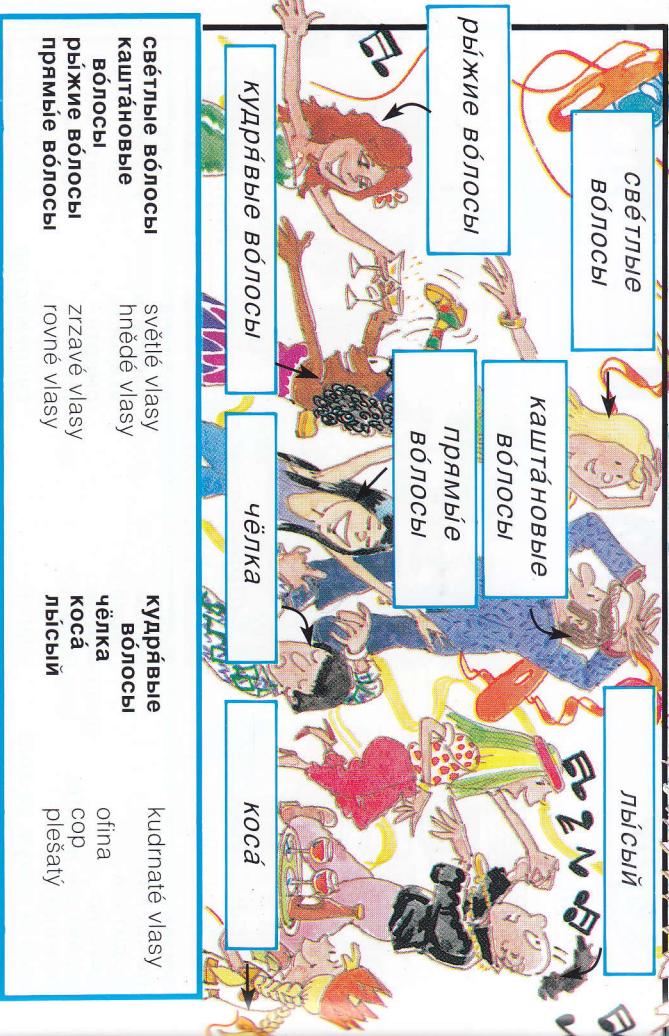 све́тлые
во́лосы
ры́жие во́лосы
кудря́вые во́лосы
кашта́новые
во́лосы
прямы́е
во́лосы
чёлка
лы́сый
коса́
све́тлые во́лосы světlé vlasy
кашта́новые hnědé vlasy
во́лосы
ры́жие во́лосы zrzavé vlasy
прямы́е во́лосы rovné vlasy
кудря́вые kudrnaté vlasy
во́лосы
чёлка ofina
коса́ cop
лы́сый plešatý